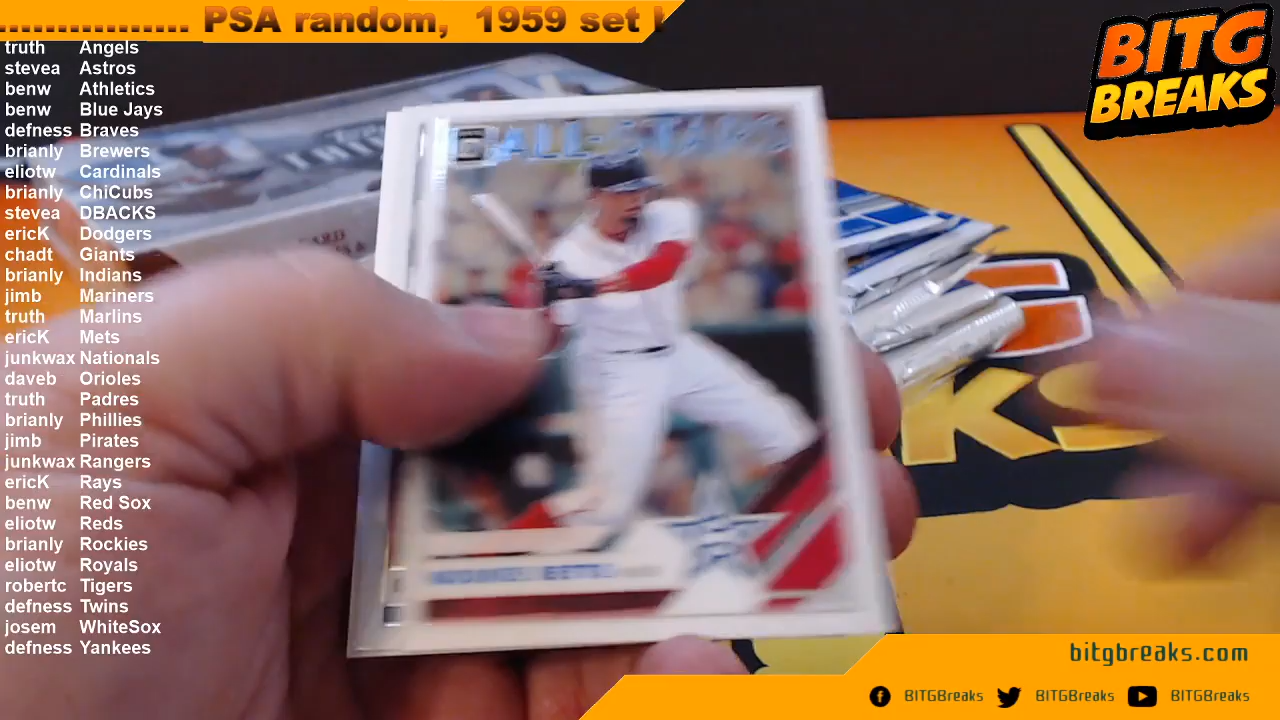 PSA random, 1959 set
BITG
BREAKS
truth Angels
stevea Astros
benw Athletics
benw Blue Jays
defness Braves
brianly Brewers
eliotw Cardinals
brianly ChiCubs
stevea DBACKS
ericK Dodgers
chadt Giants
brianly Indians
jimb Mariners
truth Marlins
ericK Mets
junkwax Nationals
daveb Orioles
truth Padres
brianly Phillies
jimb Pirates
junkwax Rangers
ericK Rays
benw Red Sox
eliotw Reds
brianly Rockies
eliotw Royals
robertc Tigers
defness Twins
josem WhiteSox
defness Yankees
ALL-STARS
BETTS
KS
bitgbreaks.com
BITGBreaks BITGBreaks BITGBreaks